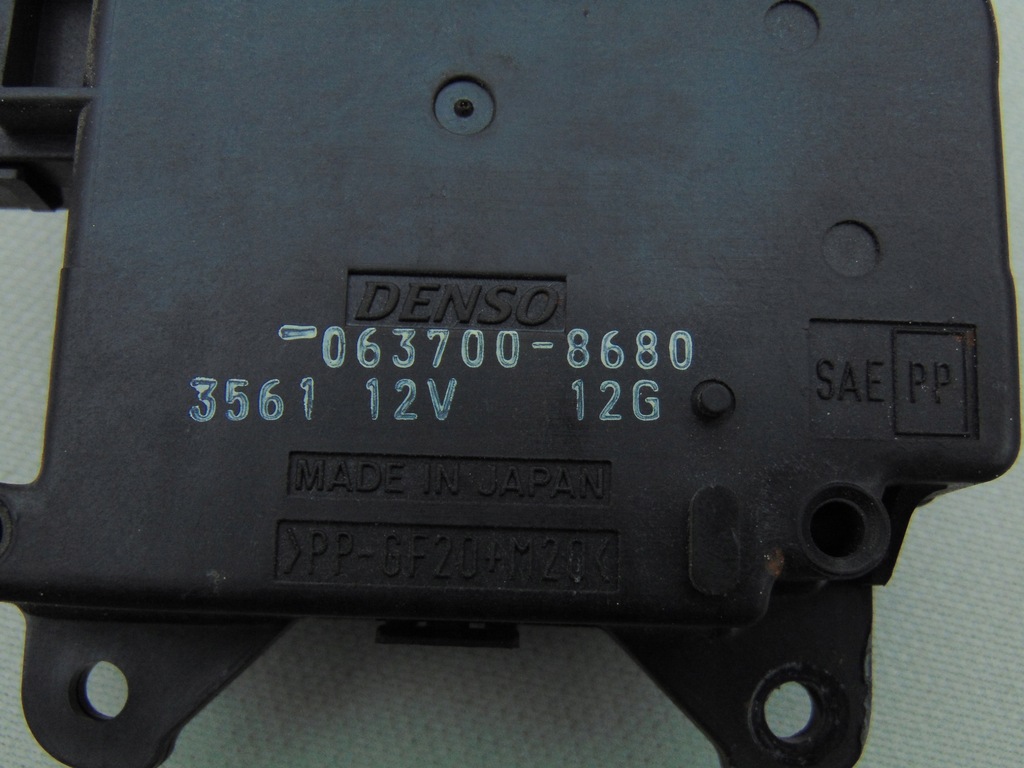 DENSO
-063700-8680
3561 12V 12G
SAE PP
MADE IN JAPAN
>PP-GF20+M20<